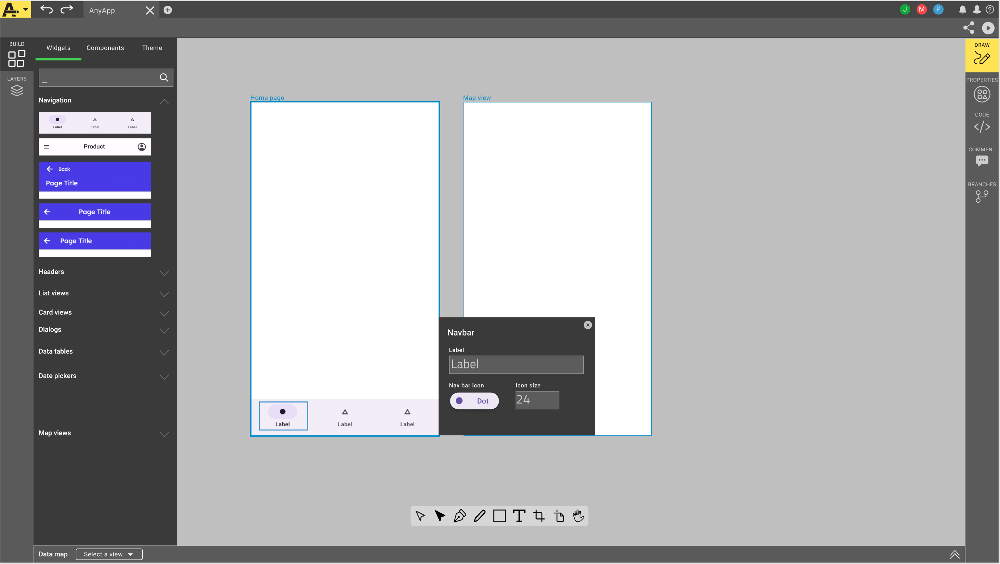 AnyApp
J M P
BUILD
LAYERS
Widgets Components Theme
_
Navigation
Label Label Label
Product
Back
Page Title
Page Title
Page Title
Headers
List views
Card views
Dialogs
Data tables
Date pickers
Map views
Home page
Map view
Label Label Label
Navbar
Label
Label
Nav bar icon Icon size
Dot 24
DRAW
PROPERTIES
CODE
</>
COMMENT
BRANCHES
T
Data map Select a view